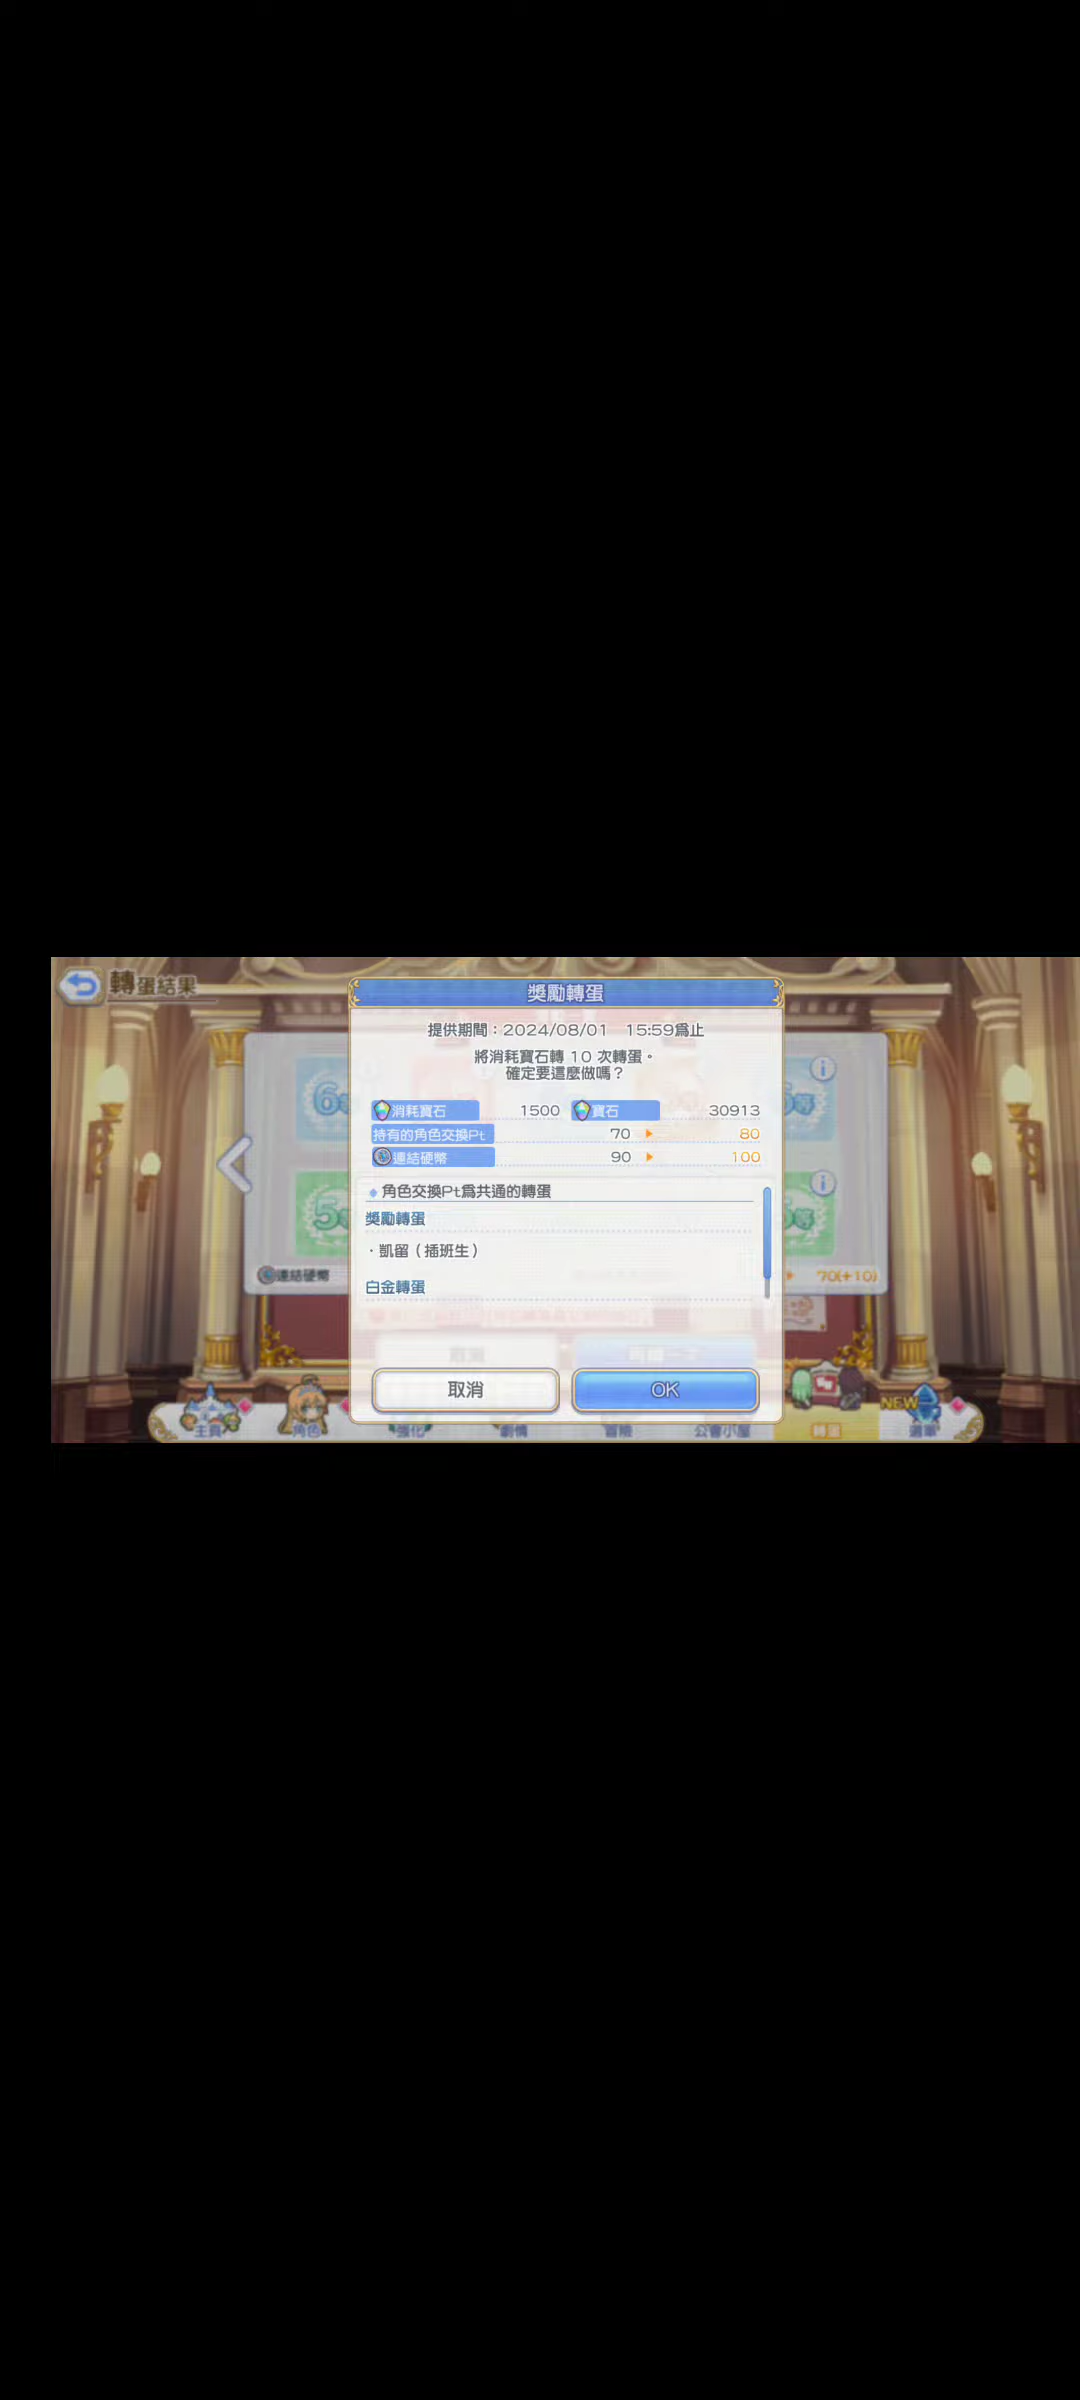 轉蛋結果
獎勵轉蛋
提供期間：2024/08/01 15:59為止
將消耗寶石轉 10 次轉蛋。
確定要這麼做嗎？
消耗寶石 1500 寶石 30913
持有的角色交換Pt 70 ▶ 80
連結硬幣 90 ▶ 100
◆角色交換Pt為共通的轉蛋
獎勵轉蛋
・凱留（插班生）
白金轉蛋
連結硬幣
70(+10)
取消 OK
NEW
主頁 角色 強化 劇情 冒險 公會小屋 轉蛋 選單